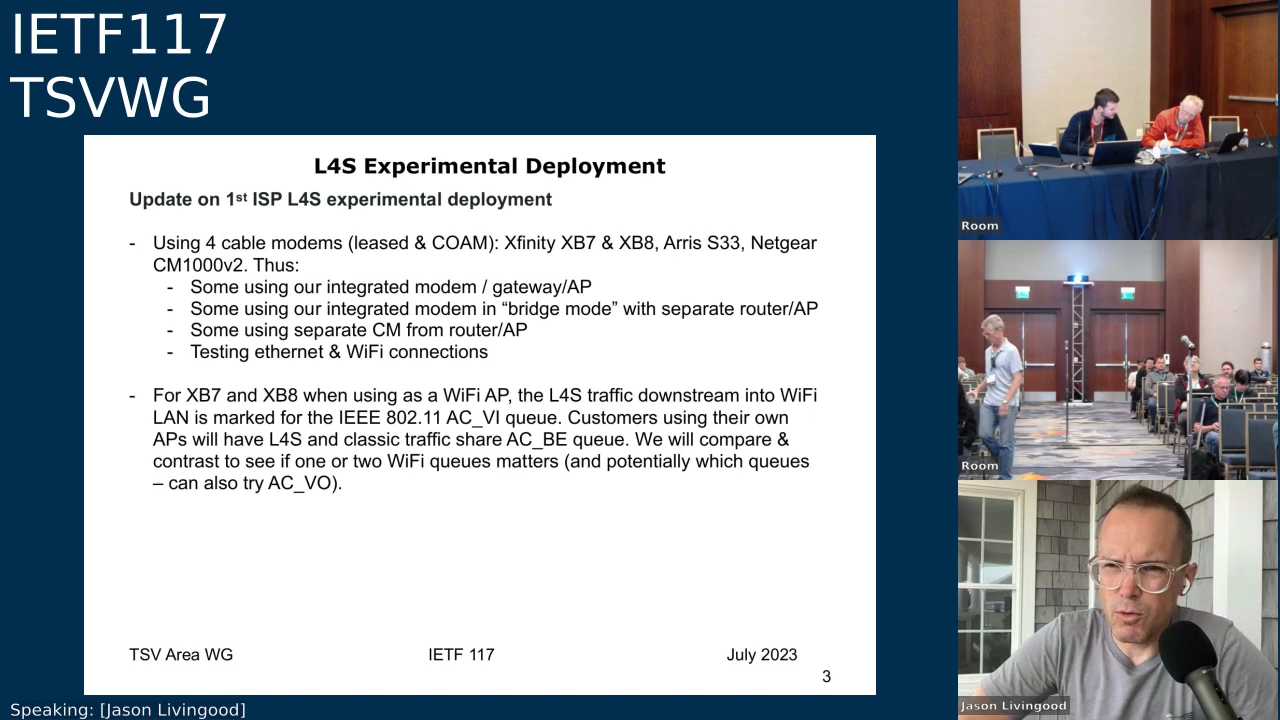 IETF117
TSVWG
L4S Experimental Deployment
Update on 1st ISP L4S experimental deployment
- Using 4 cable modems (leased & COAM): Xfinity XB7 & XB8, Arris S33, Netgear
CM1000v2. Thus:
- Some using our integrated modem / gateway/AP
- Some using our integrated modem in “bridge mode” with separate router/AP
- Some using separate CM from router/AP
- Testing ethernet & WiFi connections
- For XB7 and XB8 when using as a WiFi AP, the L4S traffic downstream into WiFi
LAN is marked for the IEEE 802.11 AC_VI queue. Customers using their own
APs will have L4S and classic traffic share AC_BE queue. We will compare &
contrast to see if one or two WiFi queues matters (and potentially which queues
– can also try AC_VO).
TSV Area WG IETF 117 July 2023
3
Room
Room
Jason Livingood
Speaking: [Jason Livingood]